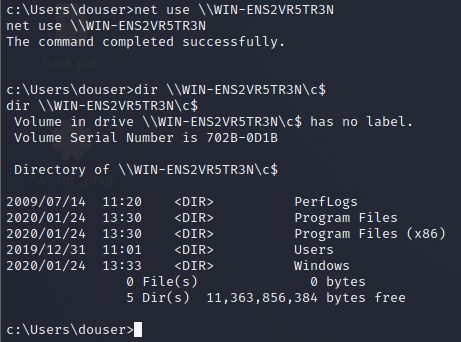 c:\Users\douser>net use \\WIN-ENS2VR5TR3N
net use \\WIN-ENS2VR5TR3N
The command completed successfully.
hack.pub
c:\Users\douser>dir \\WIN-ENS2VR5TR3N\c$
dir \\WIN-ENS2VR5TR3N\c$
 Volume in drive \\WIN-ENS2VR5TR3N\c$ has no label.
 Volume Serial Number is 702B-0D1B
 Directory of \\WIN-ENS2VR5TR3N\c$
2009/07/14  11:20    <DIR>          PerfLogs
2020/01/24  13:30    <DIR>          Program Files
2020/01/24  13:30    <DIR>          Program Files (x86)
2019/12/31  11:01    <DIR>          Users
2020/01/24  13:33    <DIR>          Windows
               0 File(s)              0 bytes
               5 Dir(s)  11,363,856,384 bytes free
c:\Users\douser>